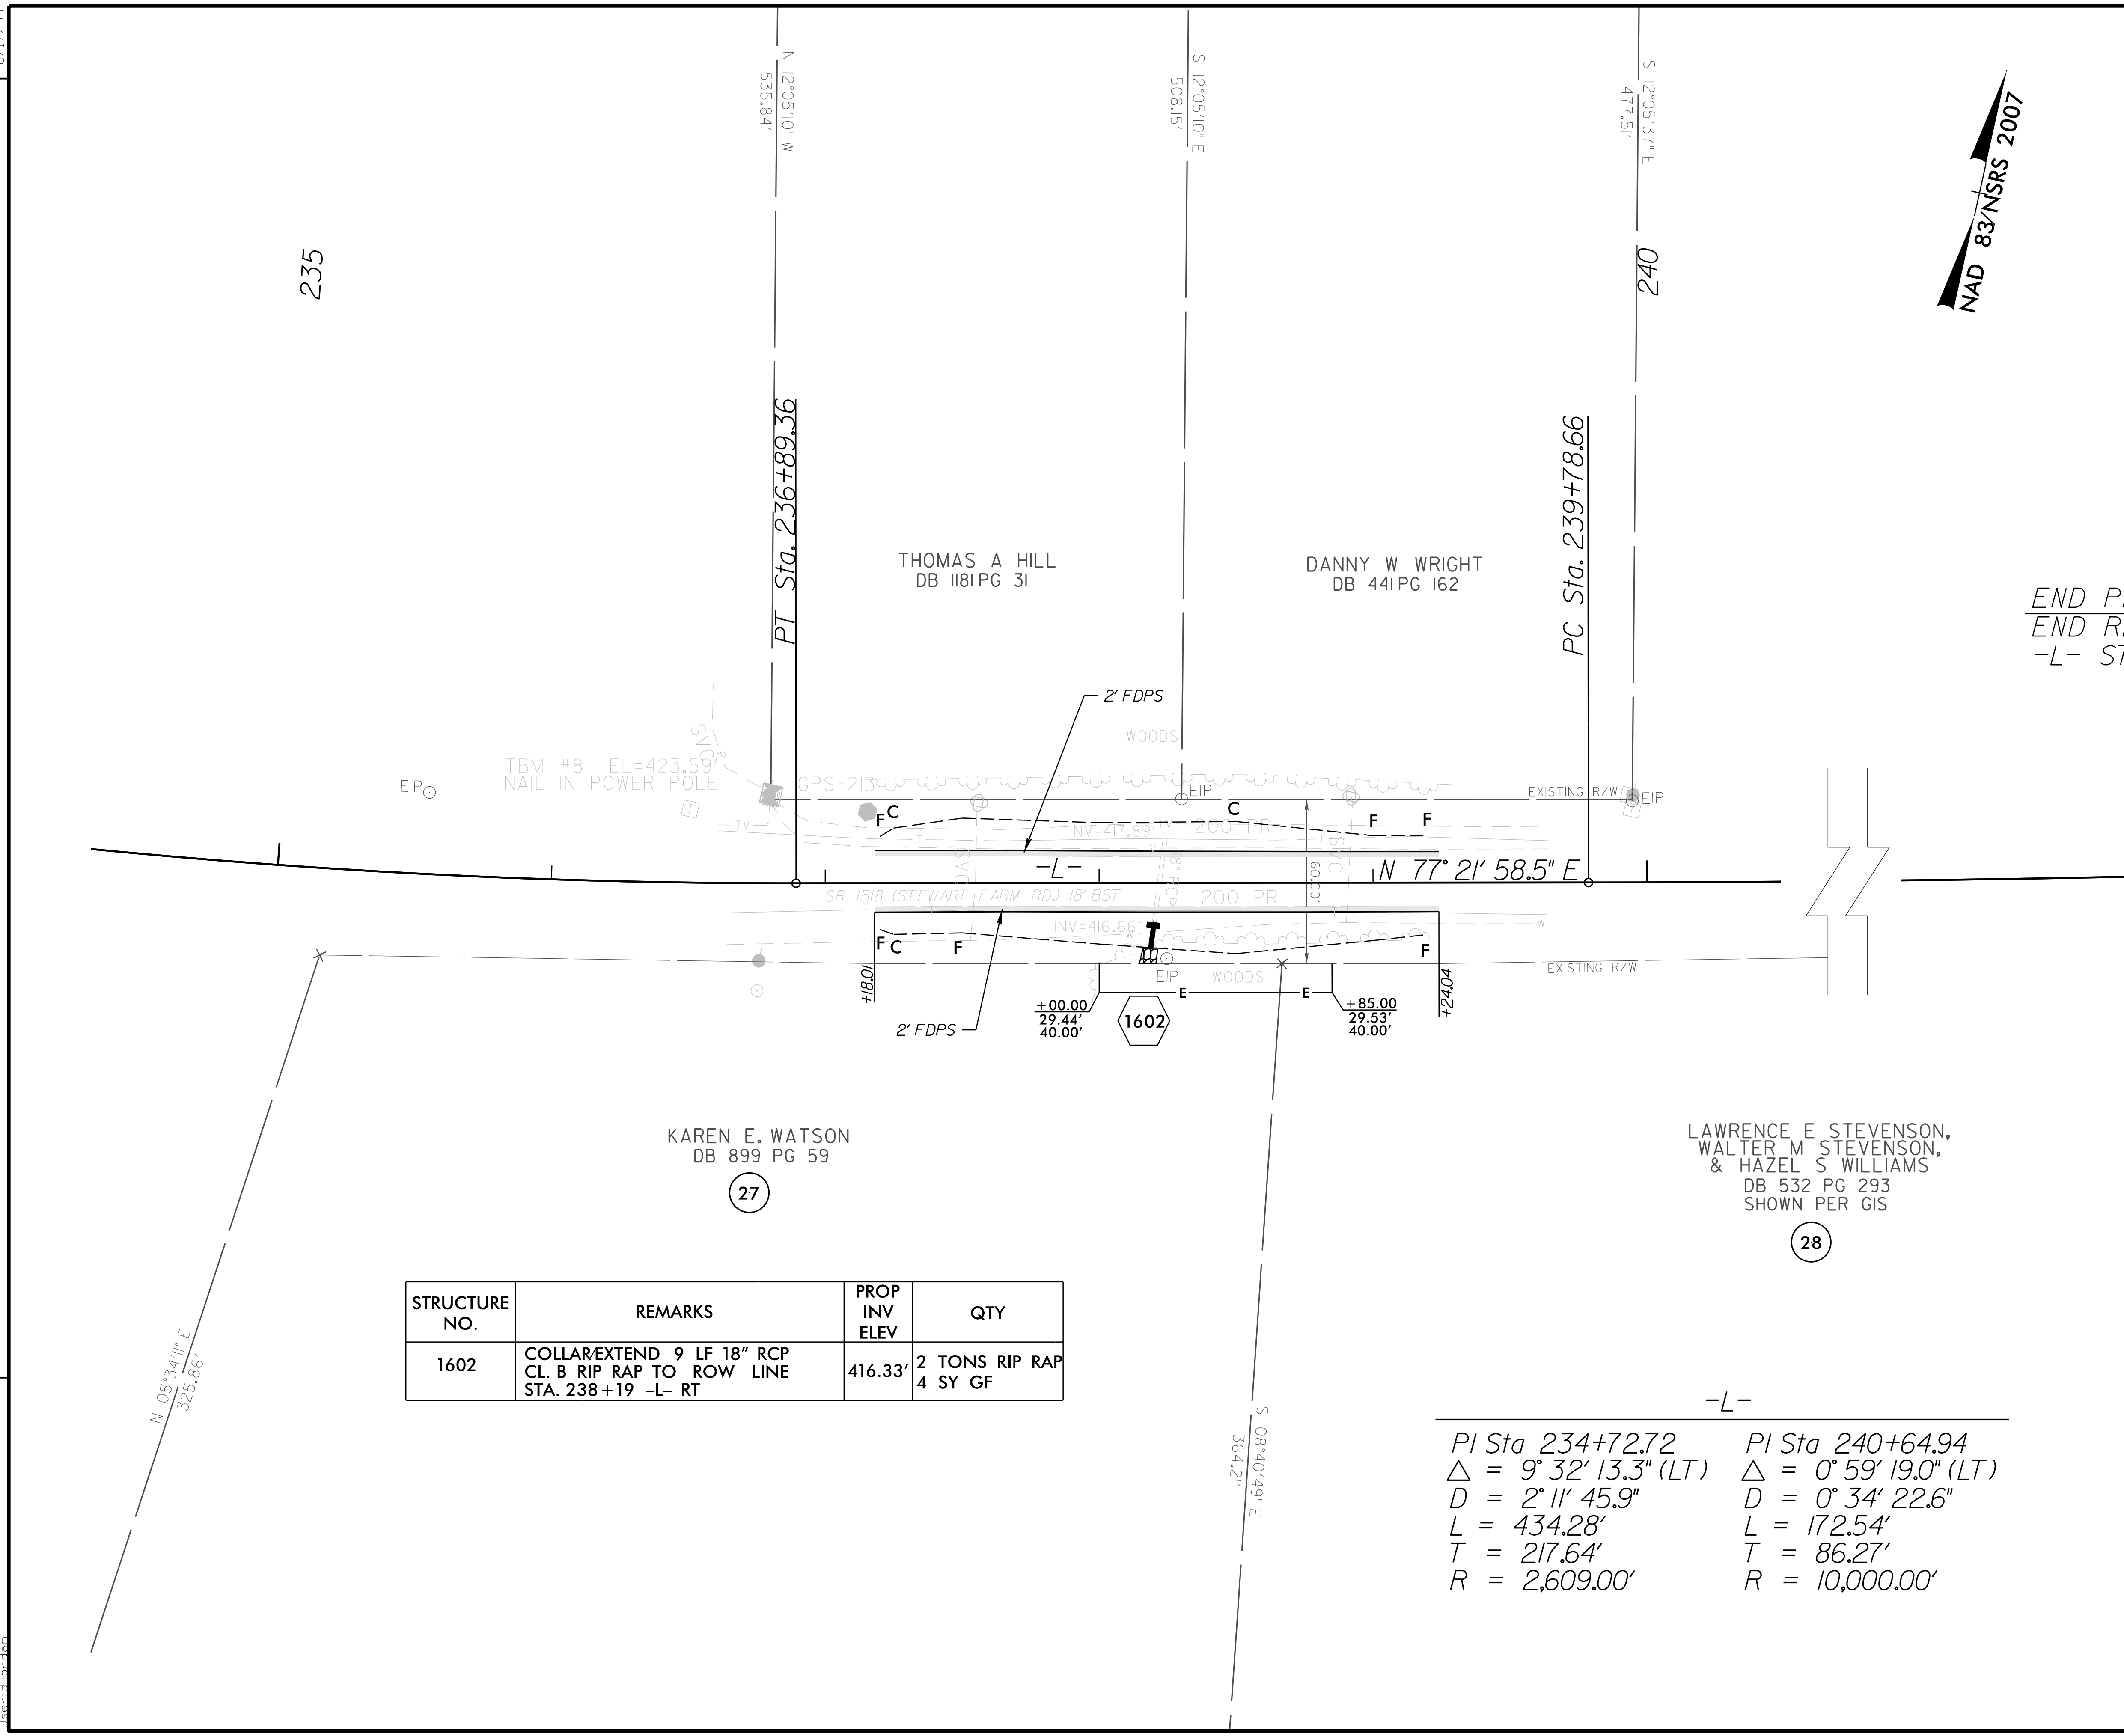 N 12°05'10" W
535.84'
S 12°05'10" E
508.15'
S 12°05'37" E
477.51'
NAD 83/NSRS 2007
235
240
PT Sta. 236+89.36
PC Sta. 239+78.66
THOMAS A HILL
DB 1181 PG 31
DANNY W WRIGHT
DB 441 PG 162
END
END
-L-
2' FDPS
WOODS
SVC
P
TBM #8 EL=423.59'
NAIL IN POWER POLE
GPS-213
EIP
EIP
EIP
EXISTING R/W
T
F
C
C
F
F
TV
INV=417.89'
TV
200 PR
T
T
TV
SVC
SVC
18" RCP
60.00'
-L-
N 77° 21' 58.5" E
SR 1518 (STEWART FARM RD.) 18' BST
200 PR
INV=416.66'
W
W
F
C
F
F
EIP
WOODS
EXISTING R/W
+18.01
+24.04
E
E
+00.00
29.44'
40.00'
1602
+85.00
29.53'
40.00'
2' FDPS
KAREN E. WATSON
DB 899 PG 59
27
LAWRENCE E STEVENSON,
WALTER M STEVENSON,
& HAZEL S WILLIAMS
DB 532 PG 293
SHOWN PER GIS
28
N 05°34'11" E
325.86'
S 08°40'49" E
364.21'
STRUCTURE NO.
REMARKS
PROP INV ELEV
QTY
1602
COLLAR/EXTEND 9 LF 18" RCP
CL. B RIP RAP TO ROW LINE
STA. 238+19 -L- RT
416.33'
2 TONS RIP RAP
4 SY GF
-L-
PI Sta 234+72.72
Δ = 9° 32' 13.3" (LT)
D = 2° 11' 45.9"
L = 434.28'
T = 217.64'
R = 2,609.00'
PI Sta 240+64.94
Δ = 0° 59' 19.0" (LT)
D = 0° 34' 22.6"
L = 172.54'
T = 86.27'
R = 10,000.00'